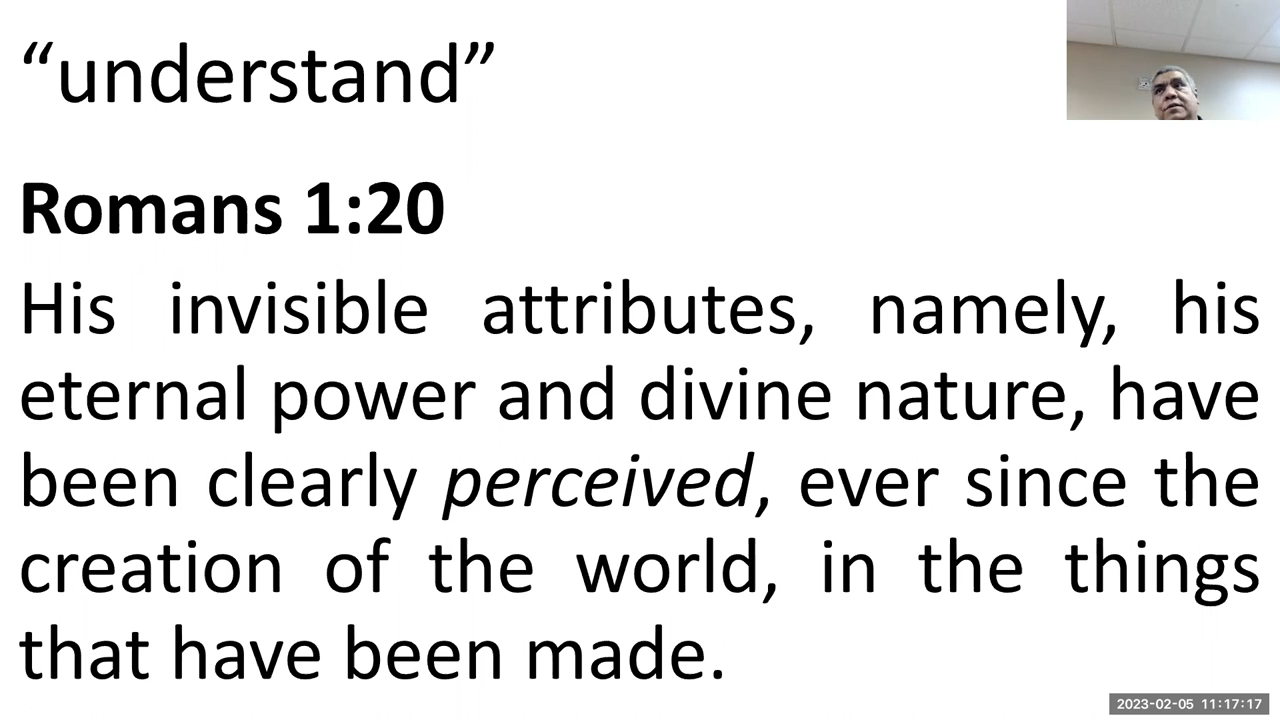 “understand”
Romans 1:20
His invisible attributes, namely, his
eternal power and divine nature, have
been clearly perceived, ever since the
creation of the world, in the things
that have been made.
2023-02-05 11:17:17